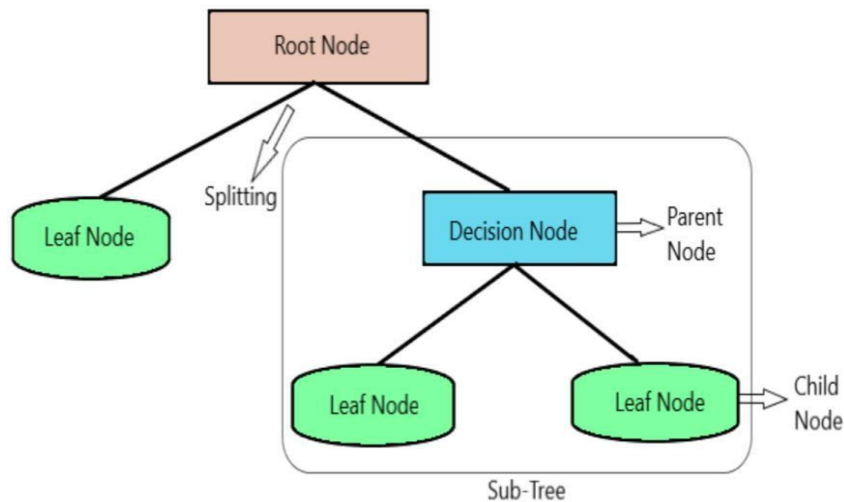 Root Node
Splitting
Leaf Node
Decision Node
Parent
Node
Leaf Node
Leaf Node
Child
Node
Sub-Tree